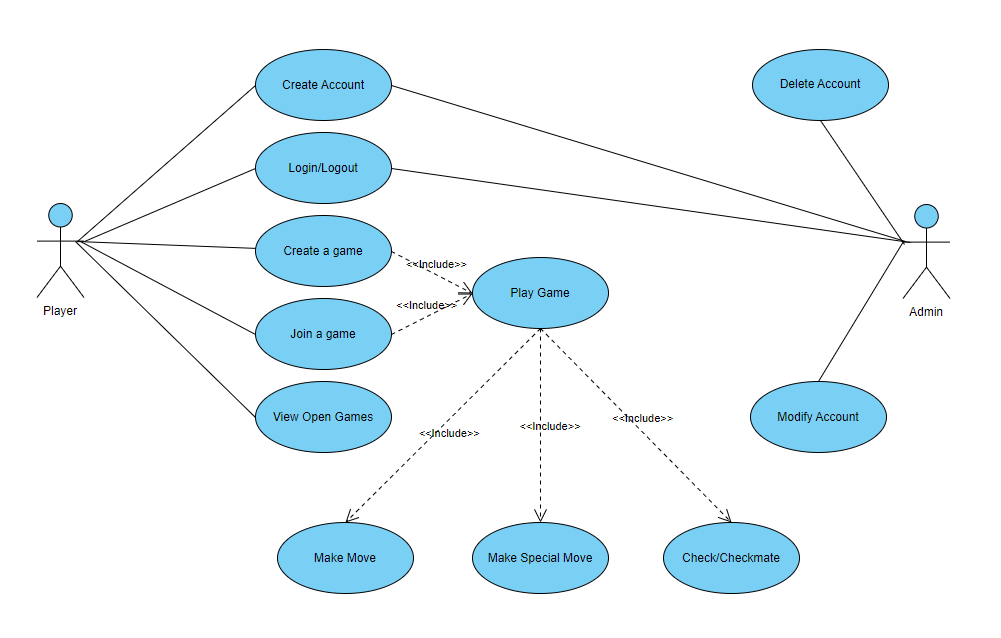 Create Account
Delete Account
Login/Logout
Create a game
<<Include>>
Play Game
<<Include>>
Player
Admin
Join a game
View Open Games
Modify Account
<<Include>>
<<Include>>
<<Include>>
Make Move
Make Special Move
Check/Checkmate